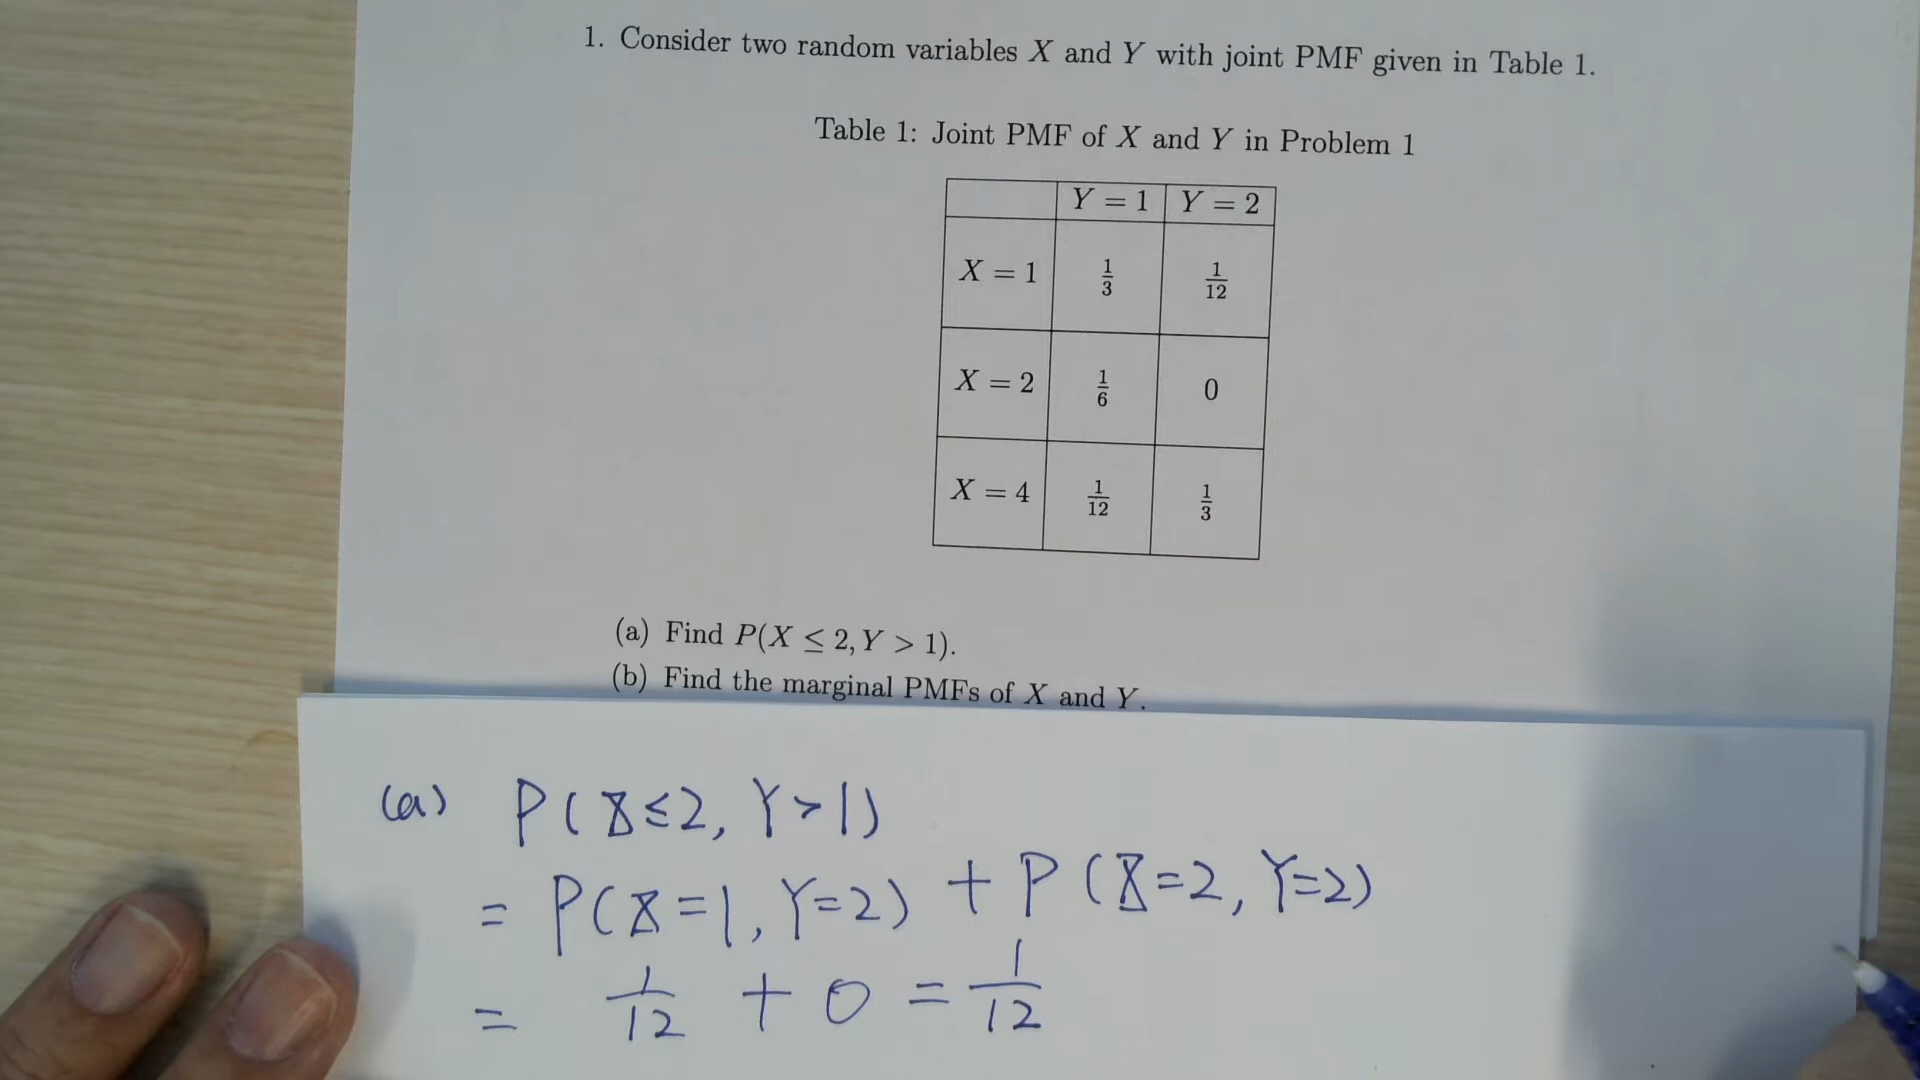 1. Consider two random variables X and Y with joint PMF given in Table 1.
Table 1: Joint PMF of X and Y in Problem 1
Y = 1 Y = 2
X = 1 1/3 1/12
X = 2 1/6 0
X = 4 1/12 1/3
(a) Find P(X ≤ 2, Y > 1).
(b) Find the marginal PMFs of X and Y.
(a) P(X≤2, Y>1)
= P(X=1, Y=2) + P(X=2, Y=2)
= 1/12 + 0 = 1/12